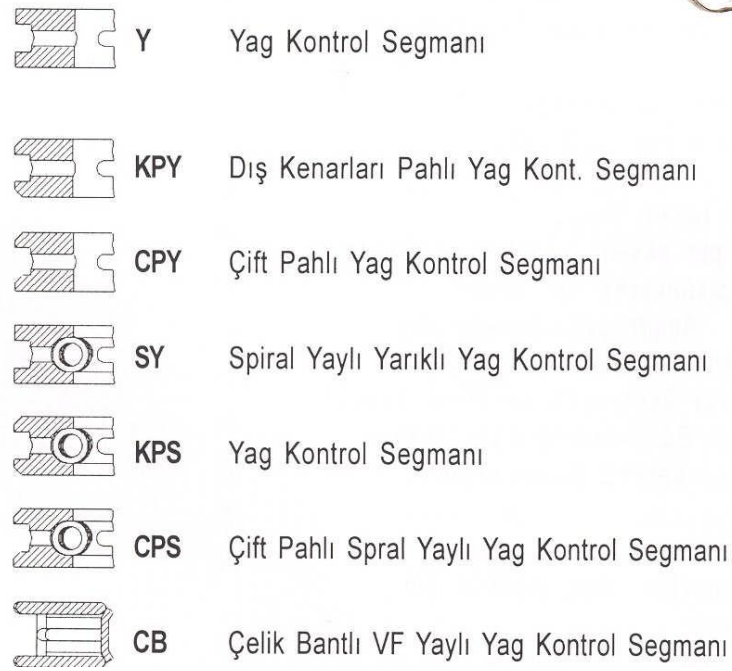 Y Yag Kontrol Segmanı
KPY Dış Kenarları Pahlı Yag Kont. Segmanı
CPY Çift Pahlı Yag Kontrol Segmanı
SY Spiral Yaylı Yarıklı Yag Kontrol Segmanı
KPS Yag Kontrol Segmanı
CPS Çift Pahlı Spral Yaylı Yag Kontrol Segmanı
CB Çelik Bantlı VF Yaylı Yag Kontrol Segmanı